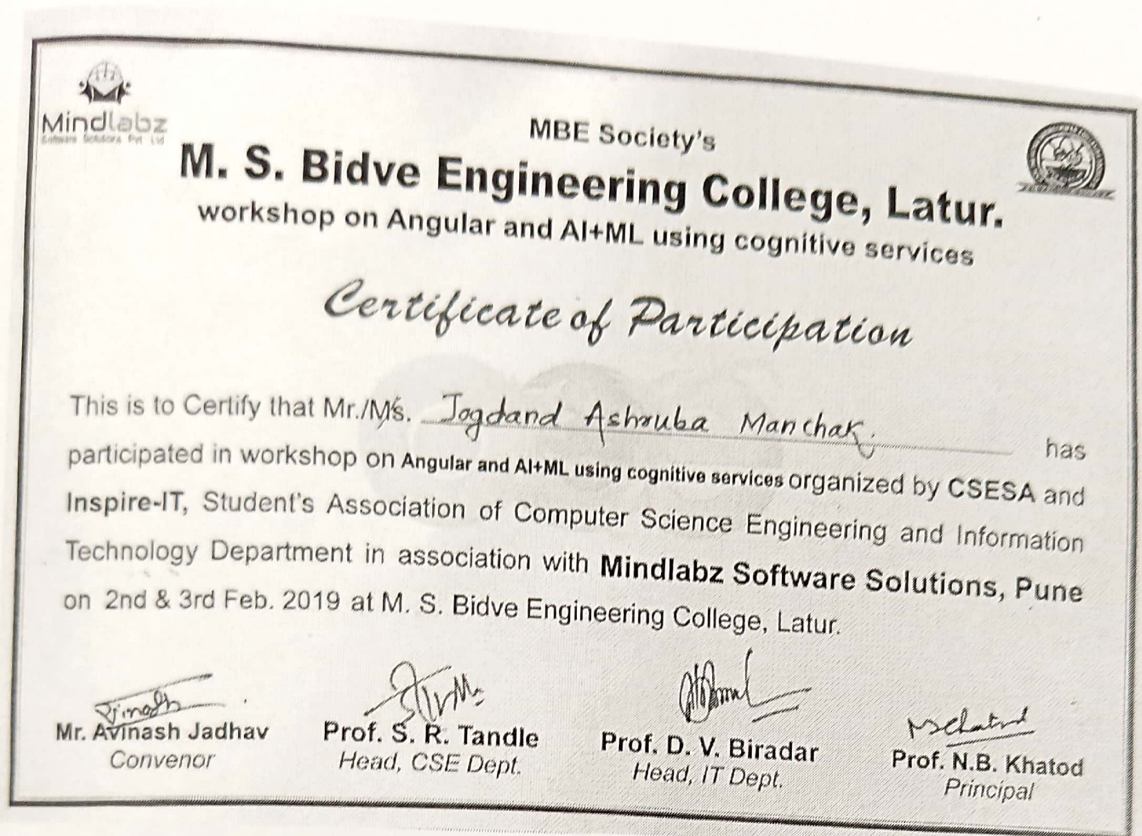 Mindlabz
Software Solutions Pvt Ltd
MBE Society's
M. S. Bidve Engineering College, Latur.
workshop on Angular and AI+ML using cognitive services
Certificate of Participation
This is to Certify that Mr./Ms. Jogdand Ashruba Manchak. has
participated in workshop on Angular and AI+ML using cognitive services organized by CSESA and
Inspire-IT, Student's Association of Computer Science Engineering and Information
Technology Department in association with Mindlabz Software Solutions, Pune
on 2nd & 3rd Feb. 2019 at M. S. Bidve Engineering College, Latur.
Mr. Avinash Jadhav
Convenor
Prof. S. R. Tandle
Head, CSE Dept.
Prof. D. V. Biradar
Head, IT Dept.
Prof. N.B. Khatod
Principal